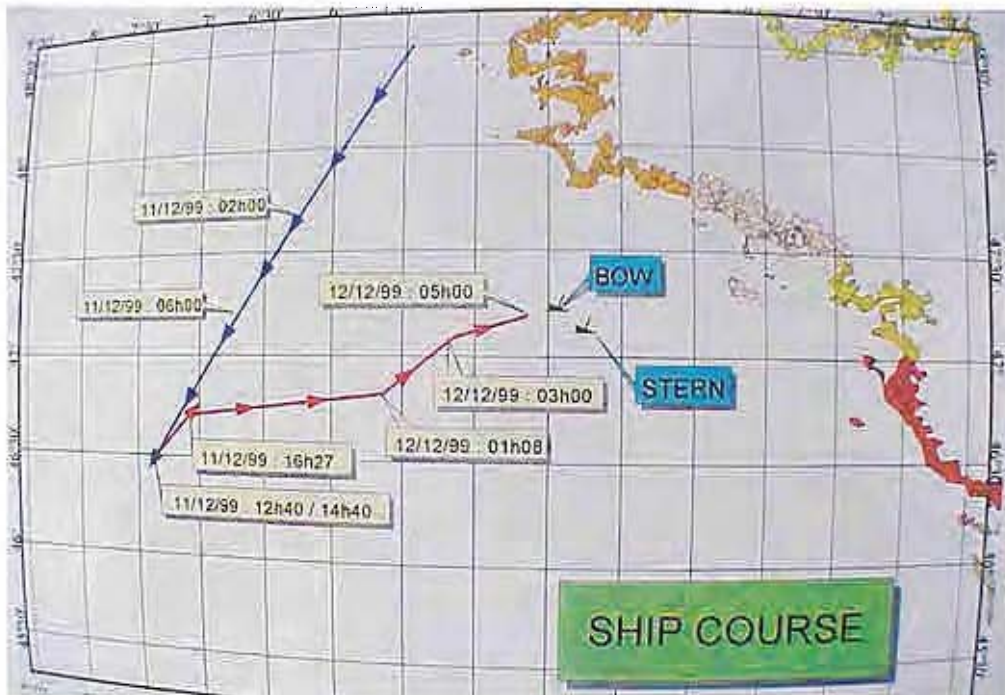 11/12/99 : 02h00
11/12/99 : 06h00
12/12/99 : 05h00
BOW
12/12/99 : 03h00
STERN
12/12/99 : 01h08
11/12/99 : 16h27
11/12/99 : 12h40 / 14h40
SHIP COURSE